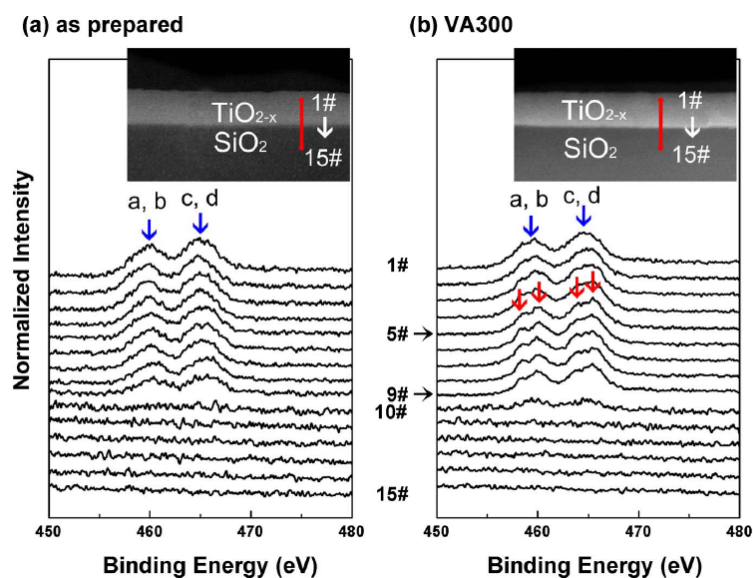 (a) as prepared
(b) VA300
TiO2-x
1#
SiO2
15#
TiO2-x
1#
SiO2
15#
a, b
c, d
a, b
c, d
Normalized Intensity
1#
5#
9#
10#
15#
450
460
470
480
450
460
470
480
Binding Energy (eV)
Binding Energy (eV)